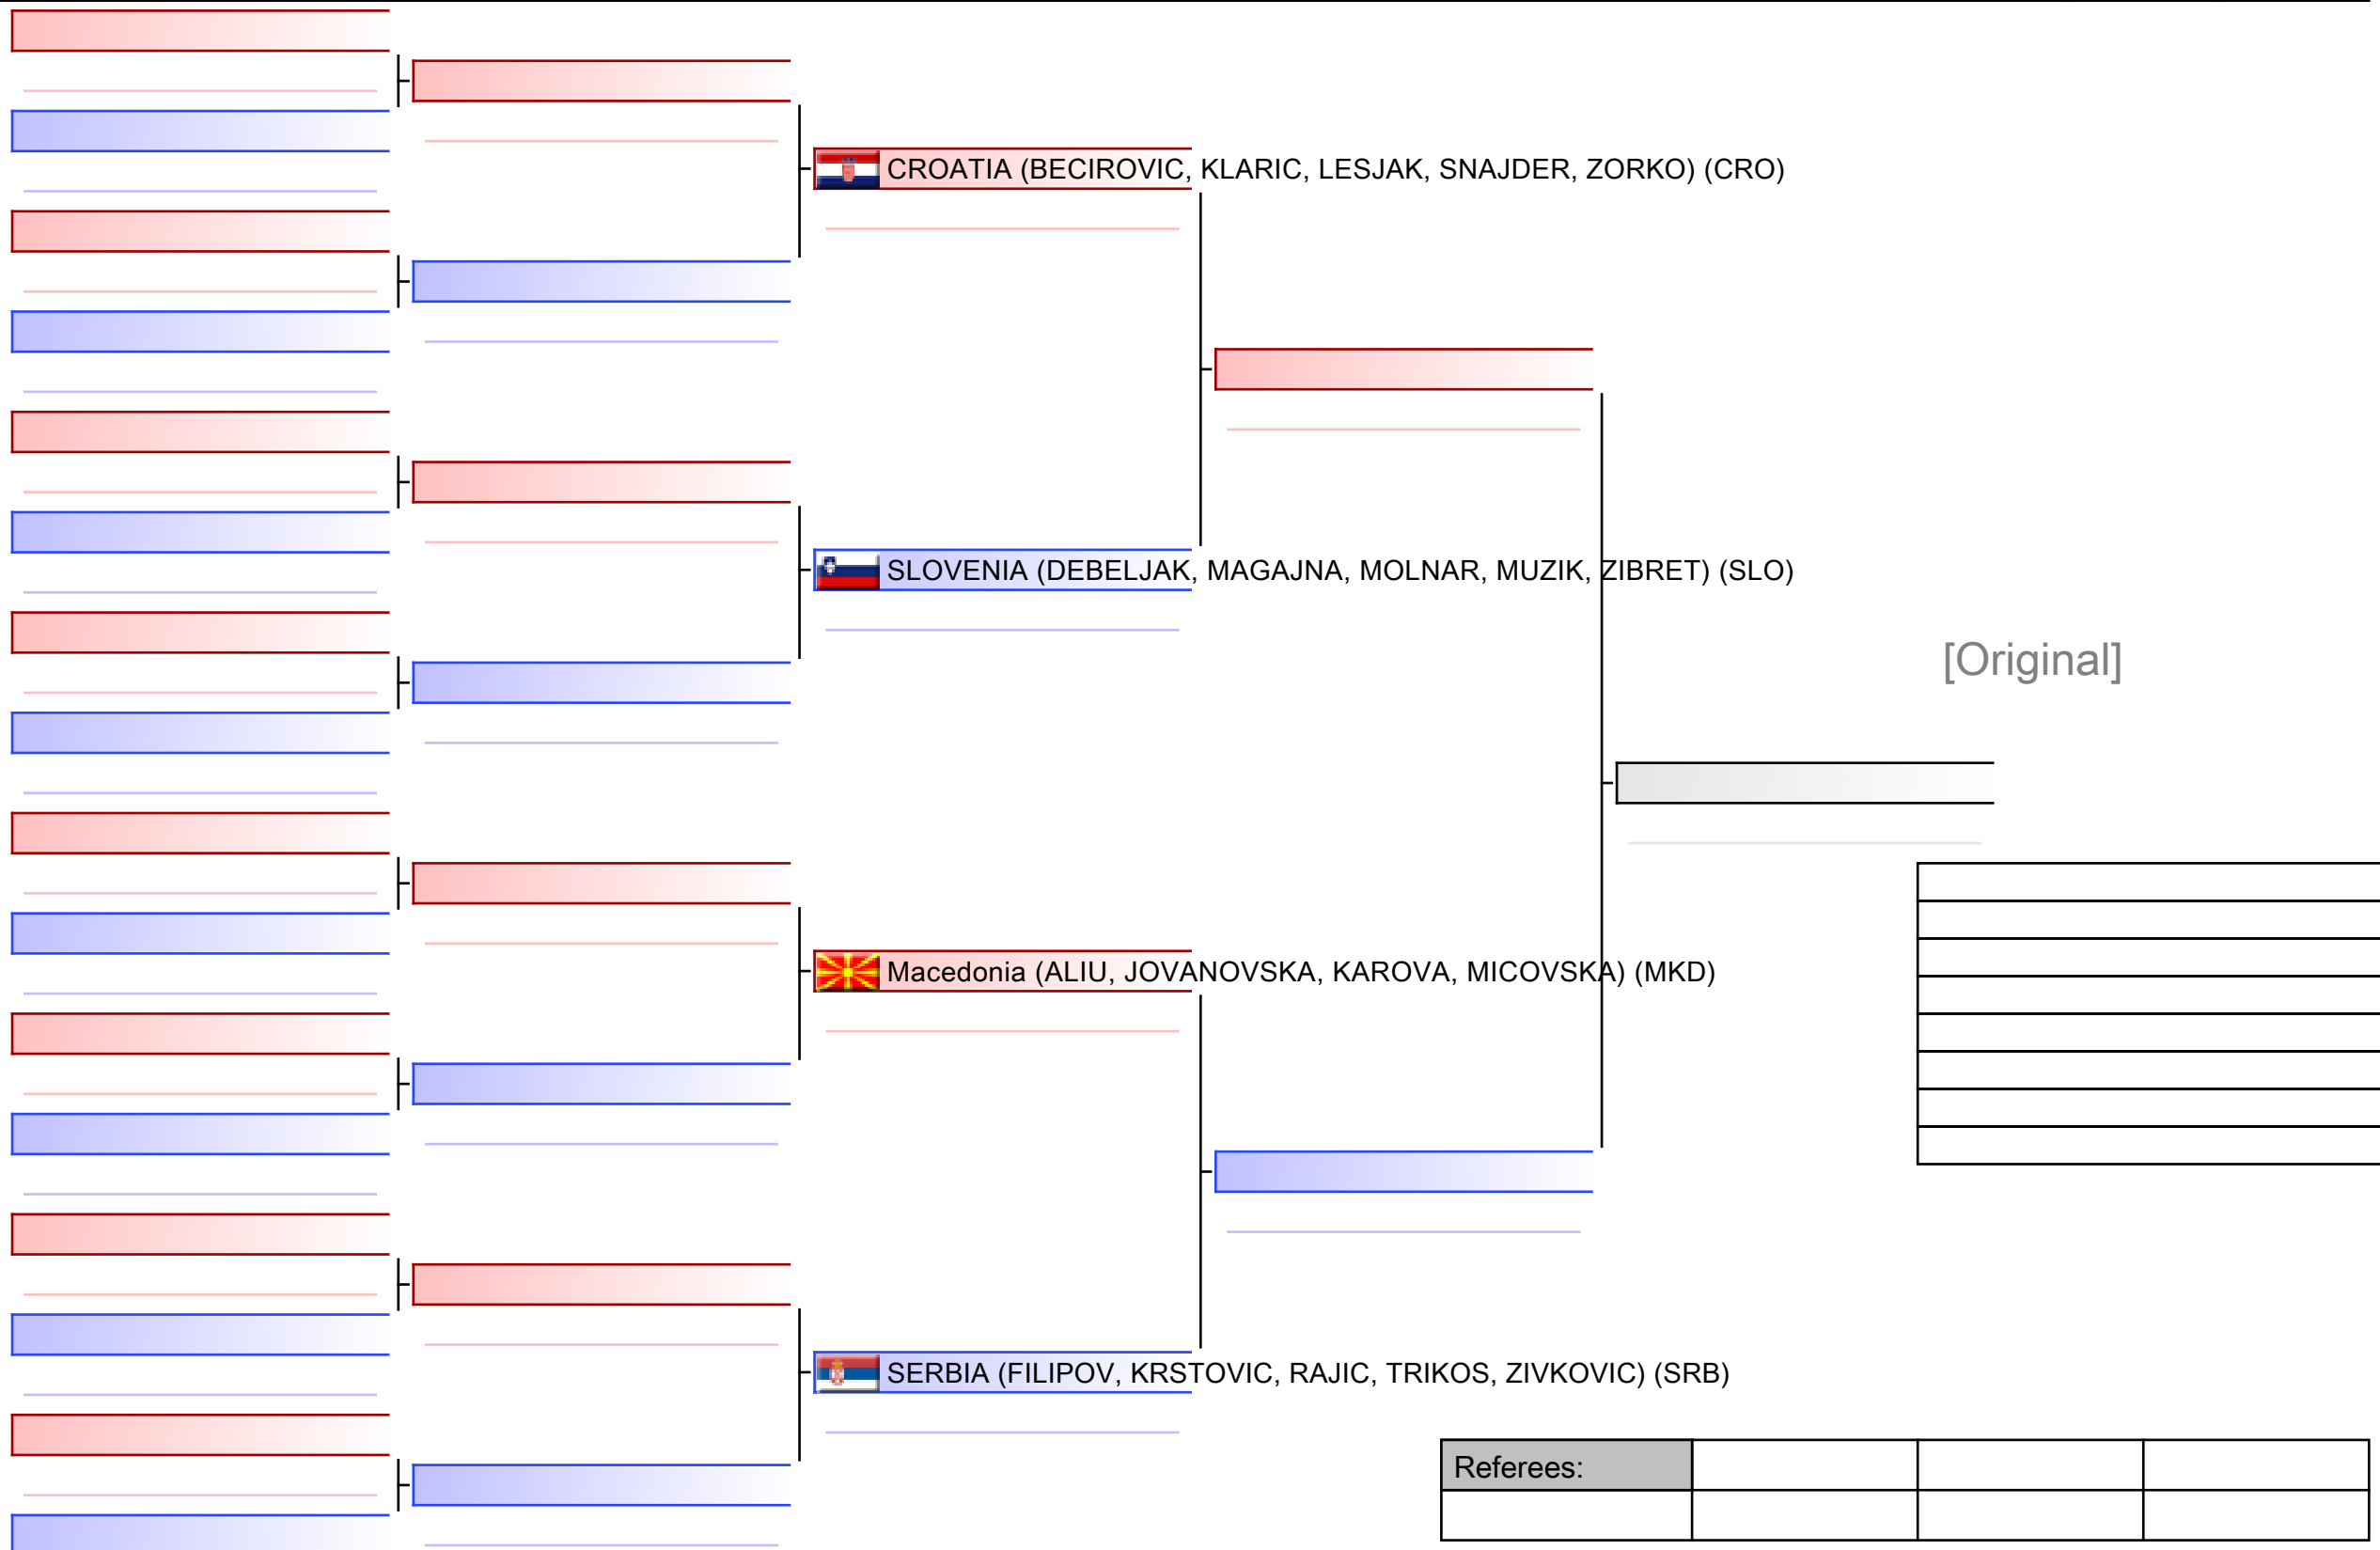 CROATIA (BECIROVIC, KLARIC, LESJAK, SNAJDER, ZORKO) (CRO)
SLOVENIA (DEBELJAK, MAGAJNA, MOLNAR, MUZIK, ZIBRET) (SLO)
[Original]
Macedonia (ALIU, JOVANOVSKA, KAROVA, MICOVSKA) (MKD)
SERBIA (FILIPOV, KRSTOVIC, RAJIC, TRIKOS, ZIVKOVIC) (SRB)
Referees: